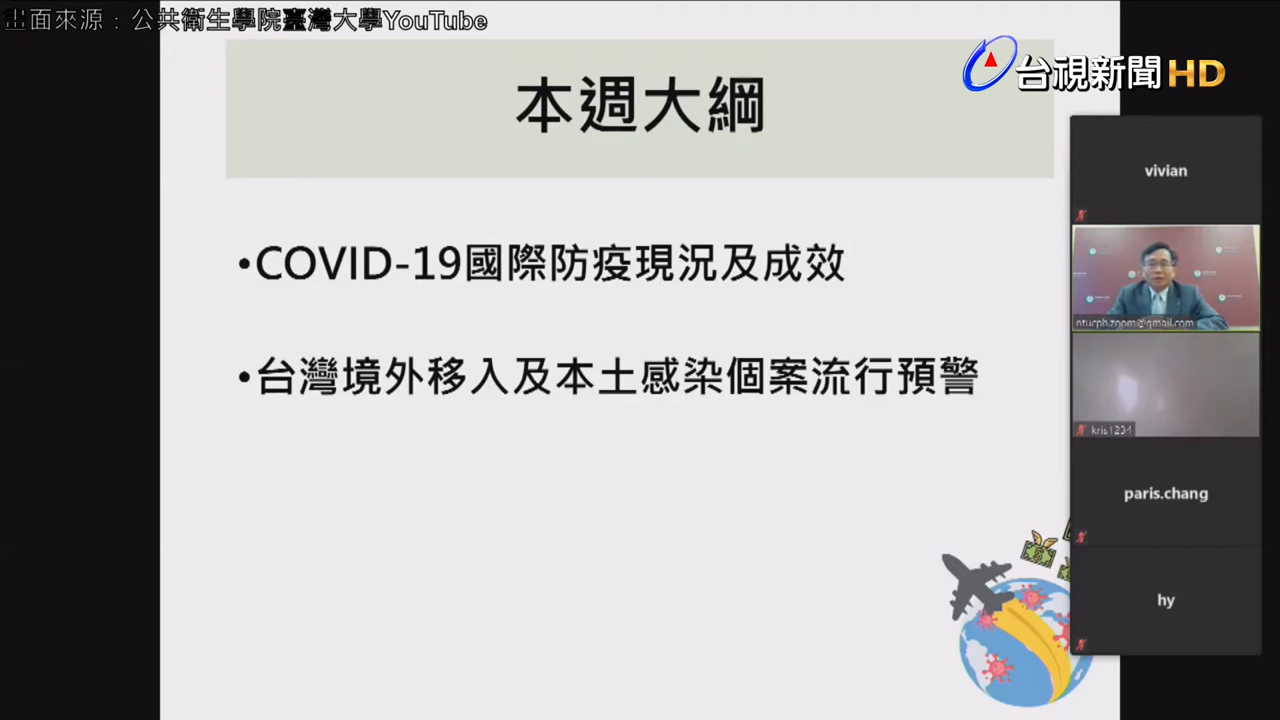 畫面來源：公共衛生學院臺灣大學YouTube
台視新聞HD
本週大綱
•COVID-19國際防疫現況及成效
•台灣境外移入及本土感染個案流行預警
vivian
ntucph.zoom@gmail.com
kris1234
paris.chang
hy